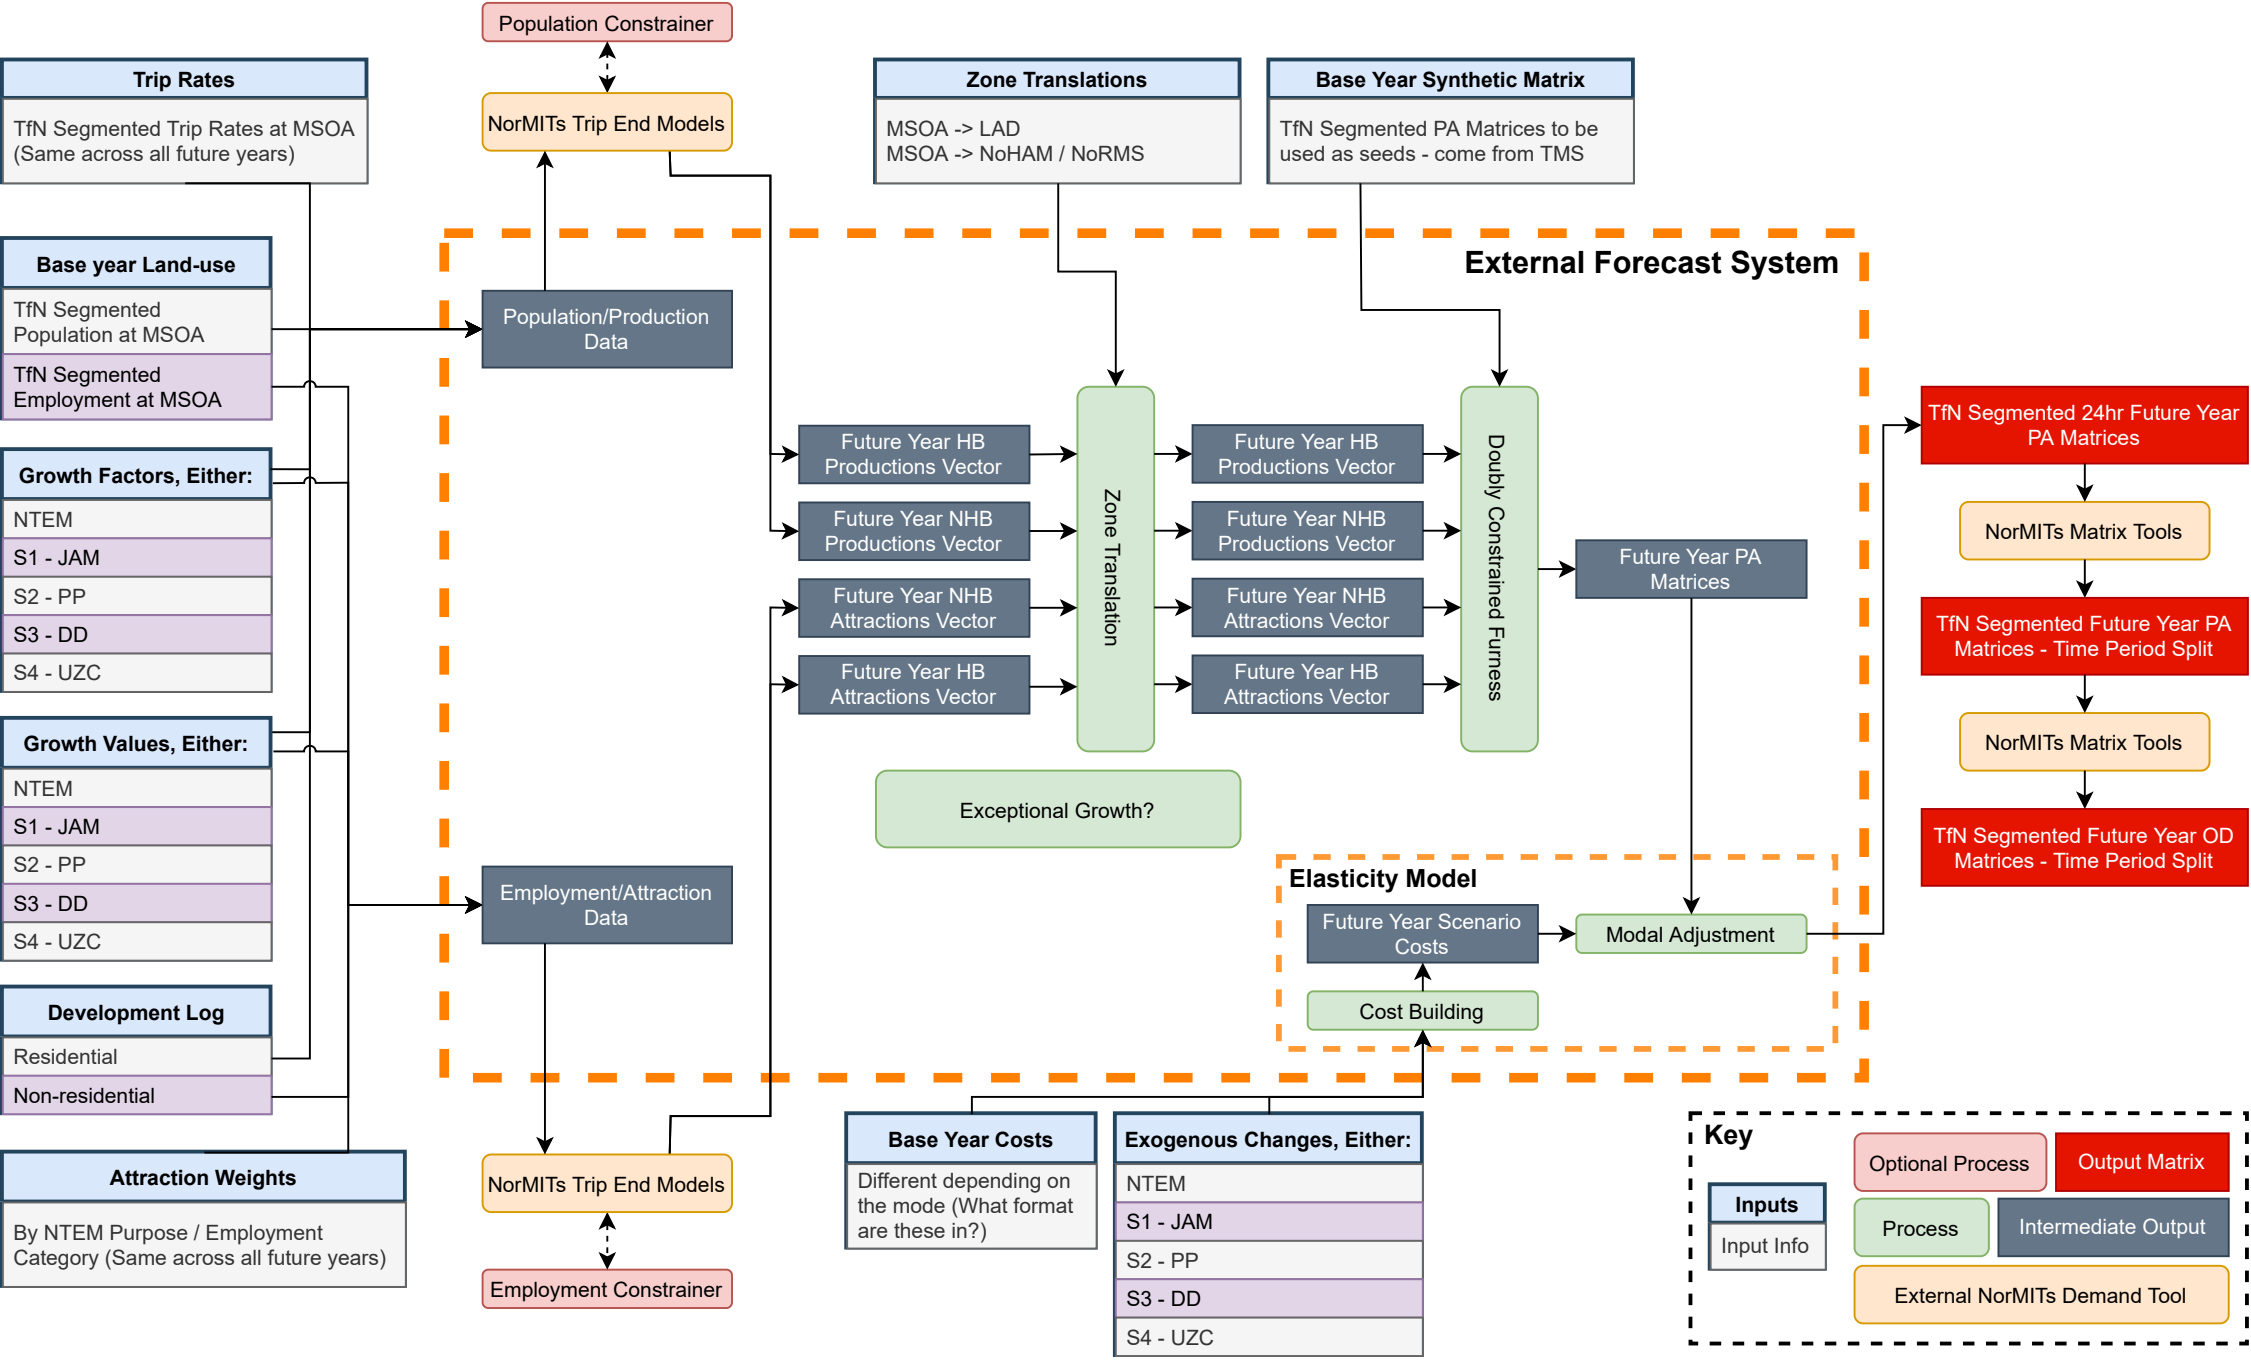 Population Constrainer
NorMITs Trip End Models
Trip Rates
TfN Segmented Trip Rates at MSOA
(Same across all future years)
Zone Translations
MSOA -> LAD
MSOA -> NoHAM / NoRMS
Base Year Synthetic Matrix
TfN Segmented PA Matrices to be
used as seeds - come from TMS
External Forecast System
Base year Land-use
TfN Segmented
Population at MSOA
TfN Segmented
Employment at MSOA
Growth Factors, Either:
NTEM
S1 - JAM
S2 - PP
S3 - DD
S4 - UZC
Growth Values, Either:
NTEM
S1 - JAM
S2 - PP
S3 - DD
S4 - UZC
Development Log
Residential
Non-residential
Attraction Weights
By NTEM Purpose / Employment
Category (Same across all future years)
Population/Production
Data
Employment/Attraction
Data
NorMITs Trip End Models
Employment Constrainer
Future Year HB
Productions Vector
Future Year NHB
Productions Vector
Future Year NHB
Attractions Vector
Future Year HB
Attractions Vector
Zone Translation
Future Year HB
Productions Vector
Future Year NHB
Productions Vector
Future Year NHB
Attractions Vector
Future Year HB
Attractions Vector
Doubly Constrained Furness
Future Year PA
Matrices
Exceptional Growth?
Elasticity Model
Future Year Scenario
Costs
Modal Adjustment
Cost Building
Base Year Costs
Different depending on
the mode (What format
are these in?)
Exogenous Changes, Either:
NTEM
S1 - JAM
S2 - PP
S3 - DD
S4 - UZC
TfN Segmented 24hr Future Year
PA Matrices
NorMITs Matrix Tools
TfN Segmented Future Year PA
Matrices - Time Period Split
NorMITs Matrix Tools
TfN Segmented Future Year OD
Matrices - Time Period Split
Key
Inputs
Input Info
Optional Process
Output Matrix
Process
Intermediate Output
External NorMITs Demand Tool